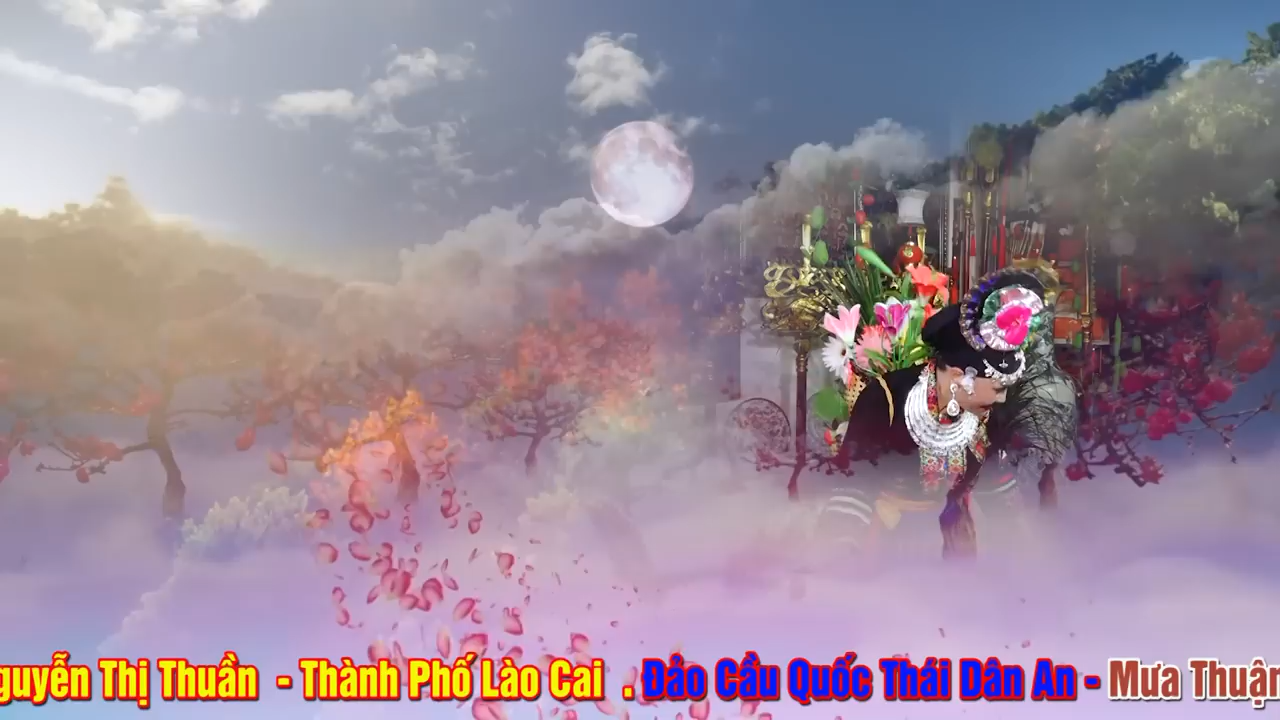 guyễn Thị Thuần - Thành Phố Lào Cai . Đảo Cầu Quốc Thái Dân An - Mưa Thuận